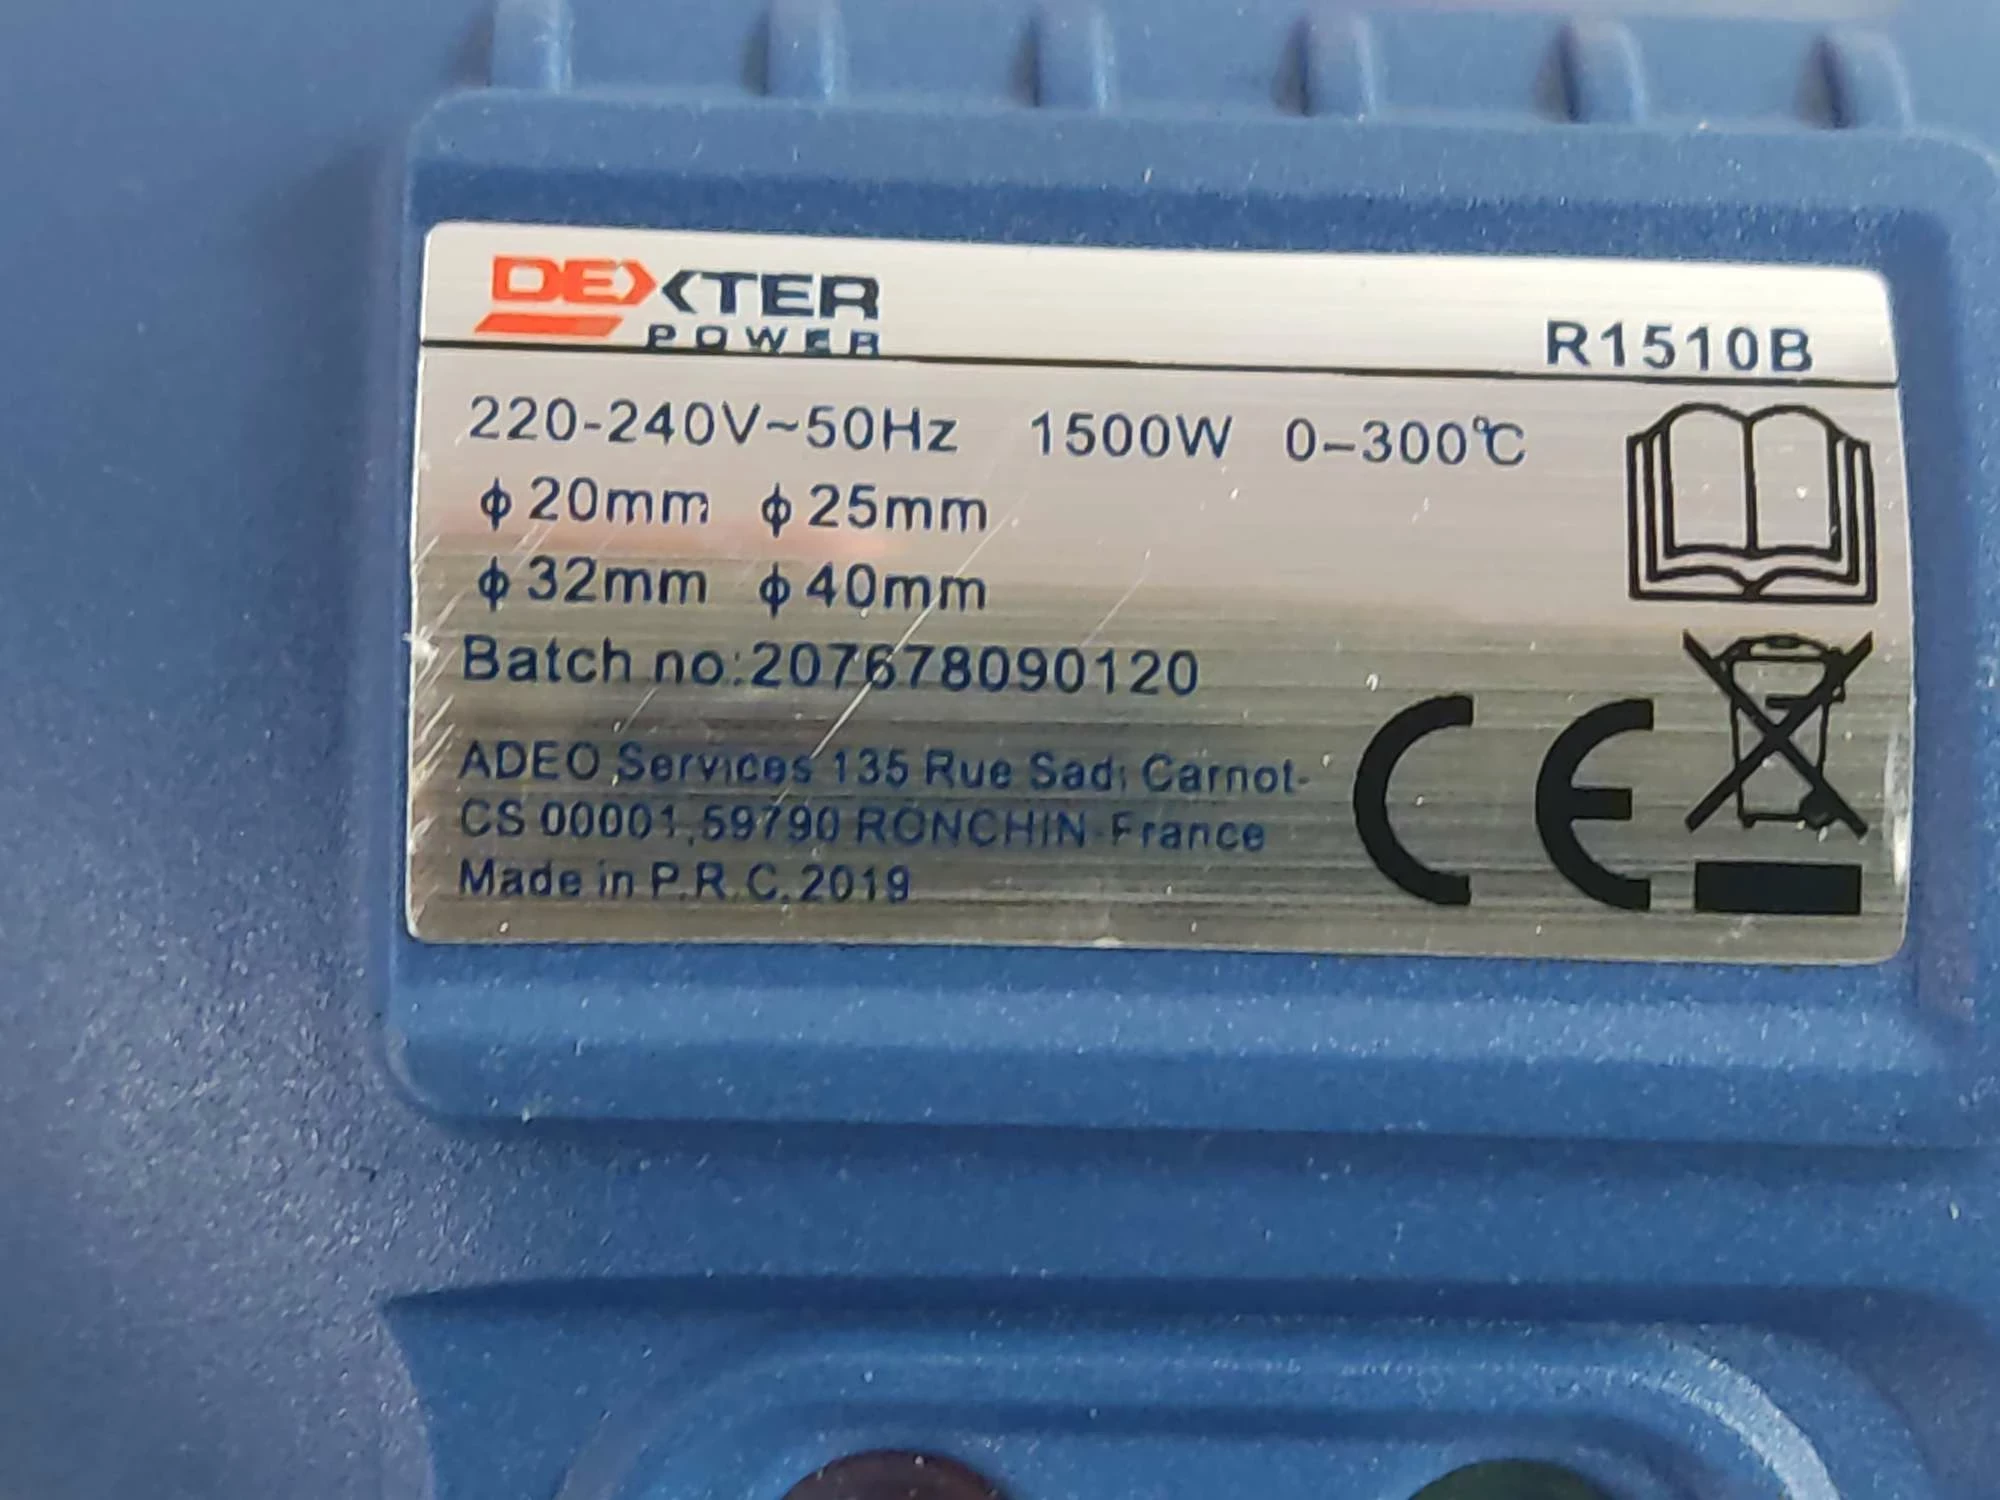 DEXTER
POWER
R1510B
220-240V~50Hz 1500W 0-300℃
ϕ20mm ϕ25mm
ϕ32mm ϕ40mm
Batch no:207678090120
ADEO Services 135 Rue Sadi Carnot-
CS 00001,59790 RONCHIN-France
Made in P.R.C.2019
CE